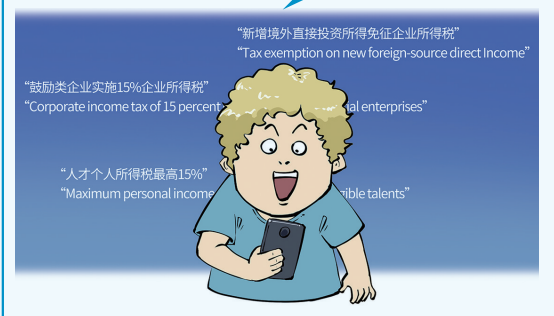 “新增境外直接投资所得免征企业所得税”
“Tax exemption on new foreign-source direct Income”
“鼓励类企业实施15%企业所得税”
“Corporate income tax of 15 percent enterprises”
“人才个人所得税最高15%”
“Maximum personal income talents”